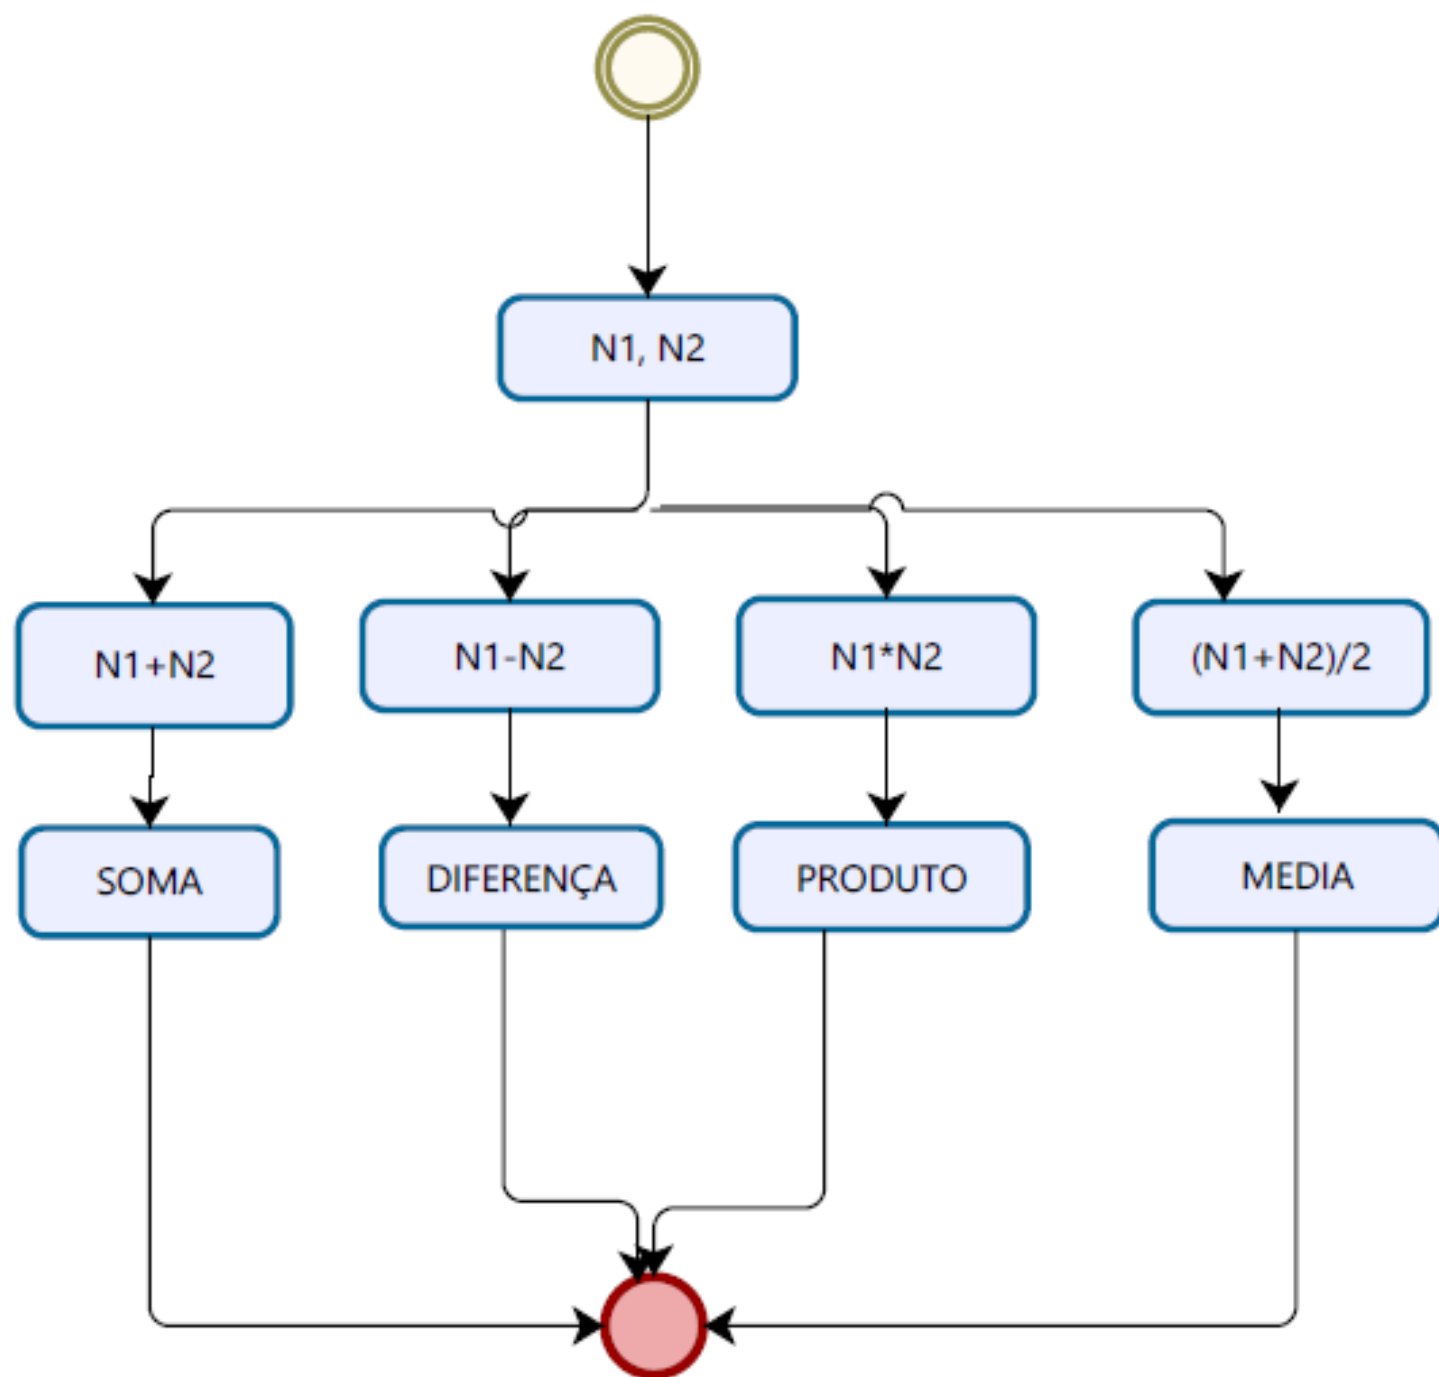 N1, N2
N1+N2
N1-N2
N1*N2
(N1+N2)/2
SOMA
DIFERENÇA
PRODUTO
MEDIA